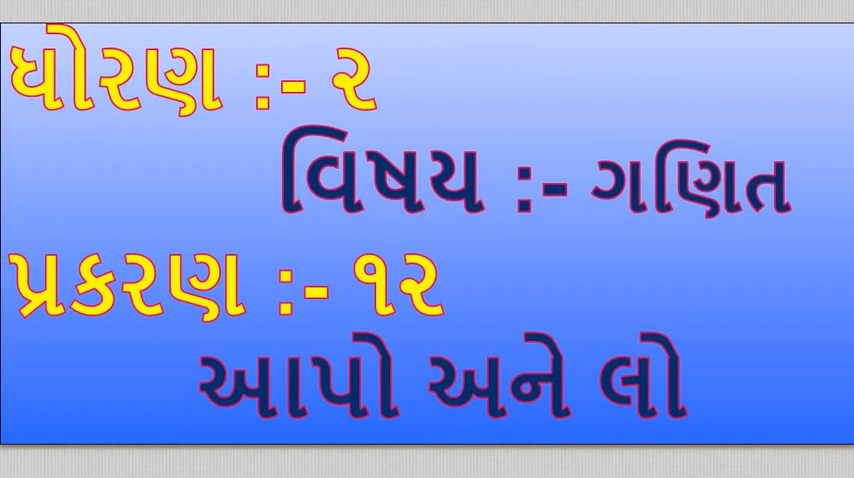 ધોરણ :- ૨
વિષય :- ગણિત
પ્રકરણ :- ૧૨
આપો અને લો